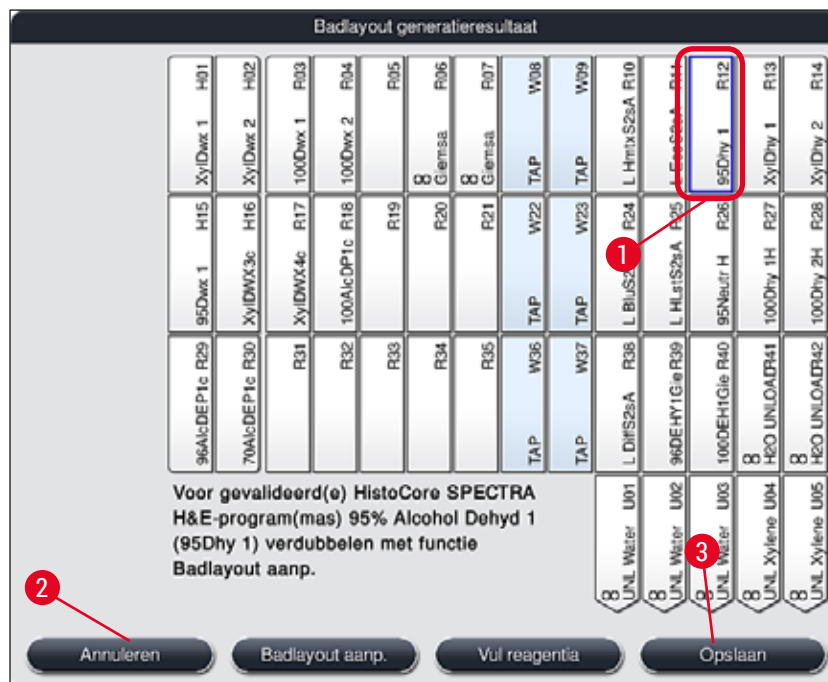 Badlayout generatieresultaat
XylDwx 1 H01
XylDwx 2 H02
100Dwx 1 R03
100Dwx 2 R04
R05
∞ Giemsa R06
∞ Giemsa R07
TAP W08
TAP W09
L HmtxS2sA R10
L EosS2sA R11
95Dhy 1 R12
XylDhy 1 R13
XylDhy 2 R14
1
95Dwx 1 H15
XylDWX3c H16
XylDWX4c R17
100AlcDP1c R18
R19
R20
R21
TAP W22
TAP W23
L BluS2 R24
L HLstS2sA R25
95Neutr H R26
100Dhy 1H R27
100Dhy 2H R28
96AlcDEP1c R29
70AlcDEP1c R30
R31
R32
R33
R34
R35
TAP W36
TAP W37
L DiffS2sA R38
96DEHY1Gie R39
100DEH1Gie R40
∞ H2O UNLOADR41
∞ H2O UNLOADR42
∞ UNL Water U01
∞ UNL Water U02
∞ UNL Water U03
∞ UNL Xylene U04
∞ UNL Xylene U05
Voor gevalideerd(e) HistoCore SPECTRA
H&E-program(mas) 95% Alcohol Dehyd 1
(95Dhy 1) verdubbelen met functie
Badlayout aanp.
2
3
Annuleren
Badlayout aanp.
Vul reagentia
Opslaan